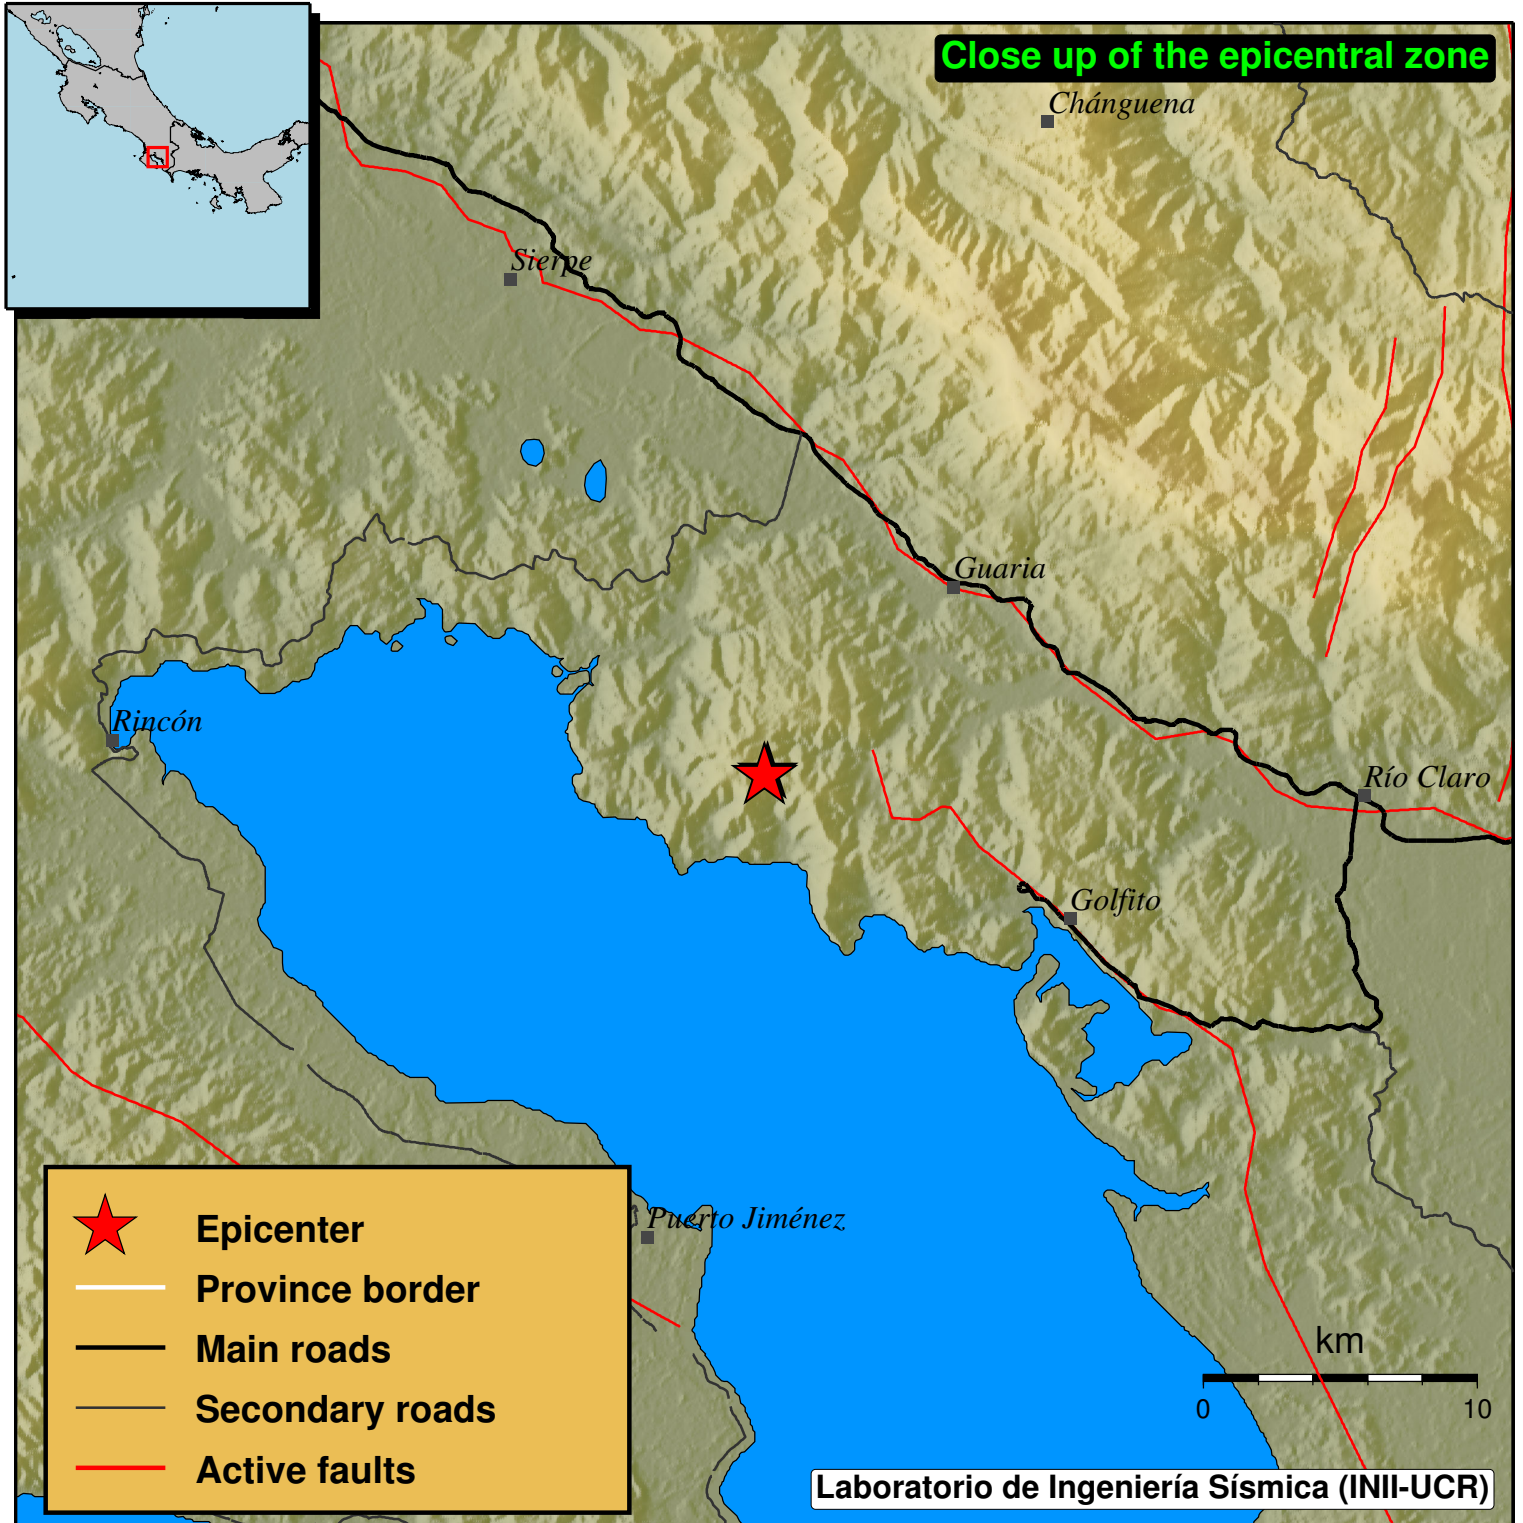 Close up of the epicentral zone
Chánguena
Sierpe
Guaria
Rincón
Río Claro
Golfito
Puerto Jiménez
Epicenter
Province border
Main roads
Secondary roads
Active faults
km
0 10
Laboratorio de Ingeniería Sísmica (INII-UCR)